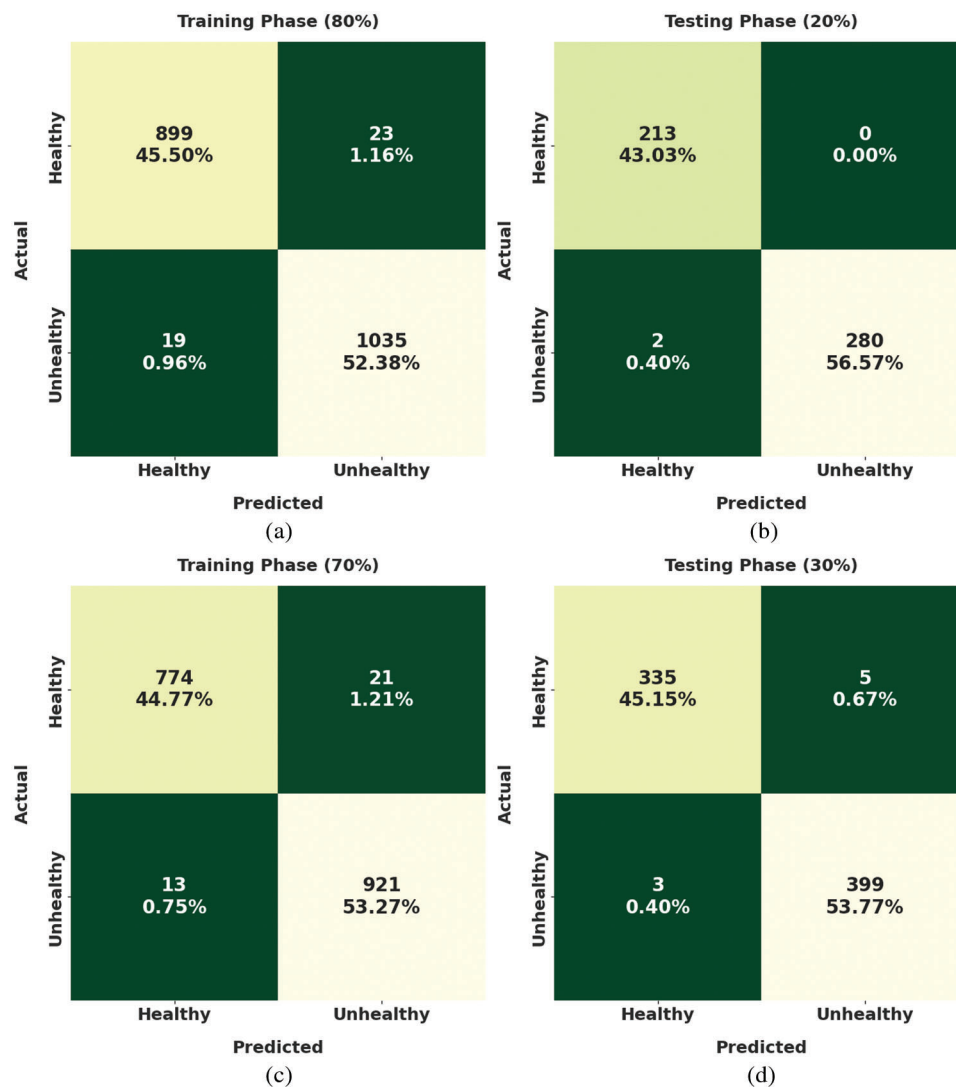 Training Phase (80%)
Actual
Healthy
Unhealthy
899
45.50%
23
1.16%
19
0.96%
1035
52.38%
Healthy
Unhealthy
Predicted
(a)
Testing Phase (20%)
Actual
Healthy
Unhealthy
213
43.03%
0
0.00%
2
0.40%
280
56.57%
Healthy
Unhealthy
Predicted
(b)
Training Phase (70%)
Actual
Healthy
Unhealthy
774
44.77%
21
1.21%
13
0.75%
921
53.27%
Healthy
Unhealthy
Predicted
(c)
Testing Phase (30%)
Actual
Healthy
Unhealthy
335
45.15%
5
0.67%
3
0.40%
399
53.77%
Healthy
Unhealthy
Predicted
(d)